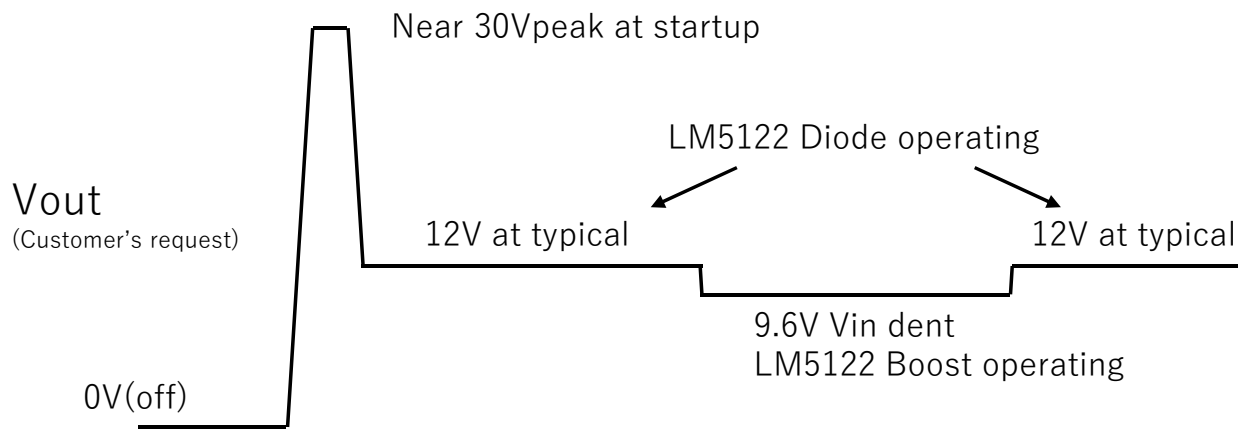 Near 30Vpeak at startup
LM5122 Diode operating
Vout
(Customer's request)
12V at typical
12V at typical
9.6V Vin dent
LM5122 Boost operating
0V(off)